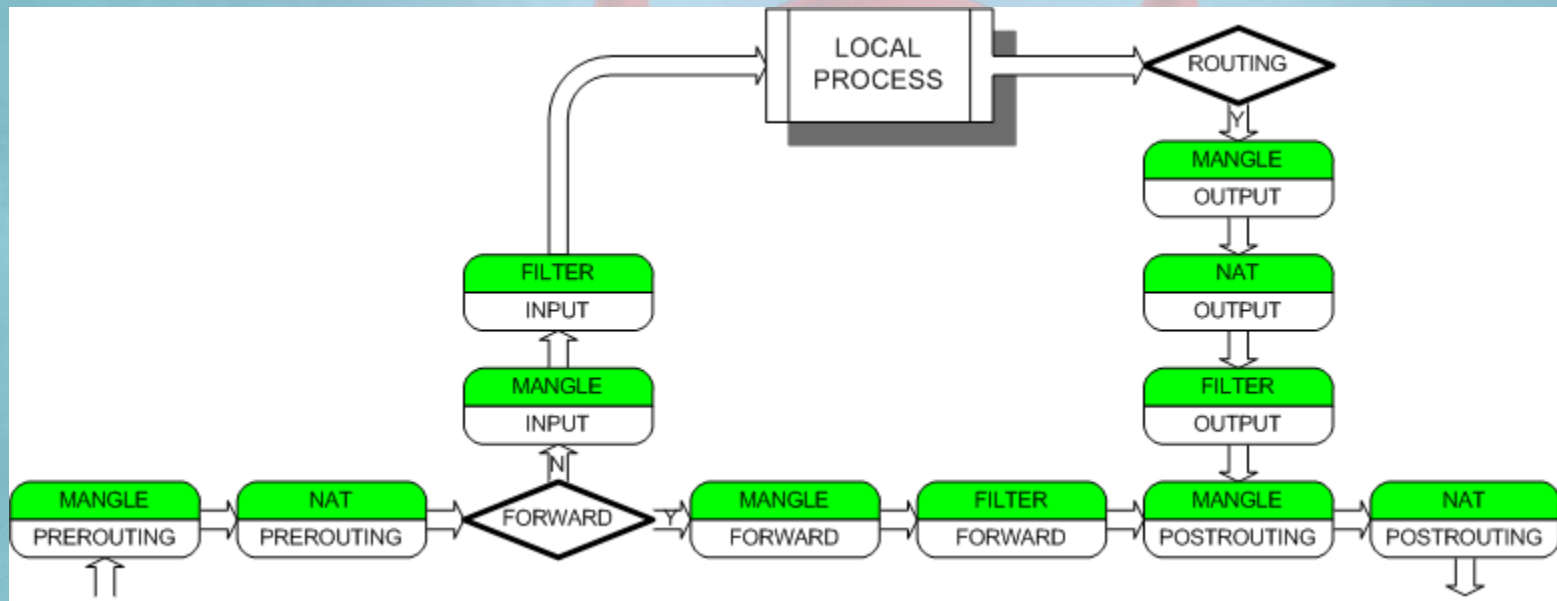 LOCAL
PROCESS
ROUTING
Y
MANGLE
OUTPUT
FILTER
INPUT
NAT
OUTPUT
MANGLE
INPUT
FILTER
OUTPUT
N
MANGLE
PREROUTING
NAT
PREROUTING
FORWARD
Y
MANGLE
FORWARD
FILTER
FORWARD
MANGLE
POSTROUTING
NAT
POSTROUTING